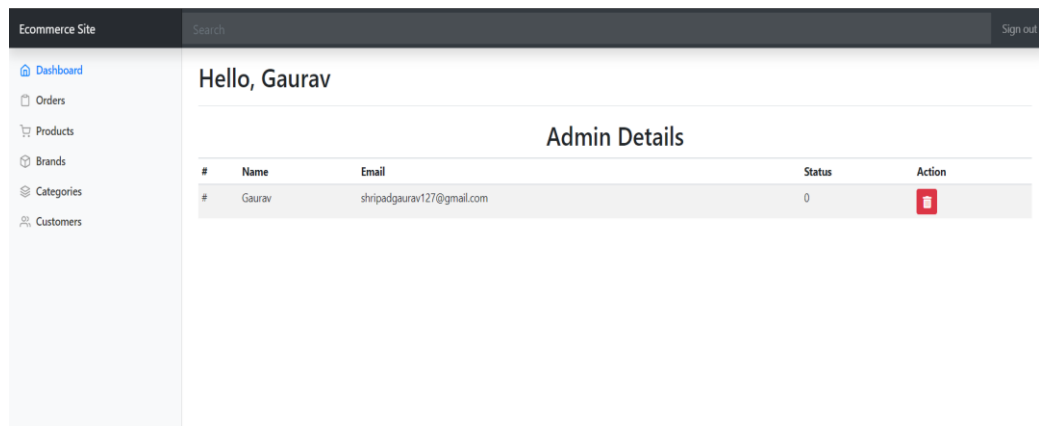 Ecommerce Site Search Sign out
Dashboard
Orders
Products
Brands
Categories
Customers
Hello, Gaurav
Admin Details
# Name Email Status Action
# Gaurav shripadgaurav127@gmail.com 0